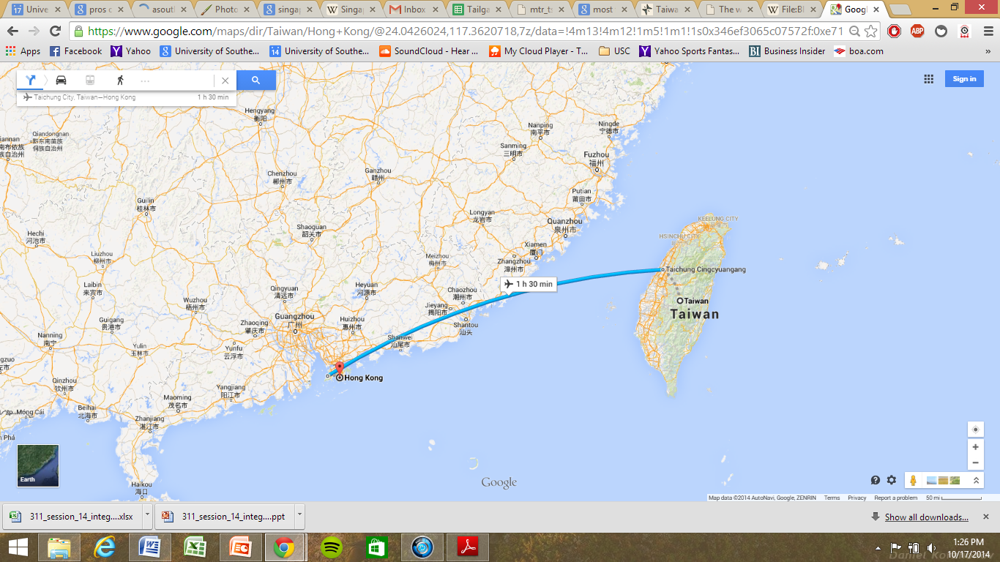 Unive
pros c
asouth
Photo
singap
Singap
Inbox
Tailga
mtr_ts
most
Taiwa
The w
File:Bl
Googl
https://www.google.com/maps/dir/Taiwan/Hong+Kong/@24.0426024,117.3620718,7z/data=!4m13!4m12!1m5!1m1!1s0x346ef3065c07572f:0xe71
Apps
Facebook
Yahoo
University of Southe...
University of Southe...
SoundCloud - Hear ...
My Cloud Player - T...
USC
Yahoo Sports Fantas...
Business Insider
boa.com
»
Sign in
Taichung City, Taiwan—Hong Kong
1 h 30 min
Hengyang
衡阳市
Qiandongnan
黔东南苗族
侗族自治州
Nanping
南平市
Ningde
宁德市
Sanming
三明市
Fuzhou
福州
Chenzhou
郴州市
Ganzhou
赣州
Putian
莆田市
Guilin
桂林市
Longyan
龙岩市
Quanzhou
泉州市
KEELUNG CITY
Shaoguan
韶关市
Hechi
河池市
HSINCHU CITY
Xiamen
厦门
Liuzhou
柳州市
Meizhou
梅州市
Zhangzhou
漳州市
Taichung Cingcyuangang
1 h 30 min
Laibin
来宾市
Qingyuan
清远市
Heyuan
河源市
Chaozhou
潮州市
Wuzhou
梧州市
Jieyang
揭阳市
Taiwan
Taiwan
Guigang
贵港市
Zhaoqing
肇庆市
Guangzhou
广州
Huizhou
惠州市
Shantou
汕头
Nanning
南宁
Yulin
玉林市
Yunfu
云浮市
Shanwei
汕尾市
Hong Kong
Qinzhou
钦州市
Yangjiang
阳江市
Maoming
茂名市
Beihai
北海市
Móng Cái
Zhanjiang
湛江市
Haikou
海口
Earth
Google
Map data ©2014 AutoNavi, Google, ZENRIN
Terms
Privacy
Report a problem
50 mi
311_session_14_integ....xlsx
311_session_14_integ....ppt
Show all downloads...
1:26 PM
10/17/2014